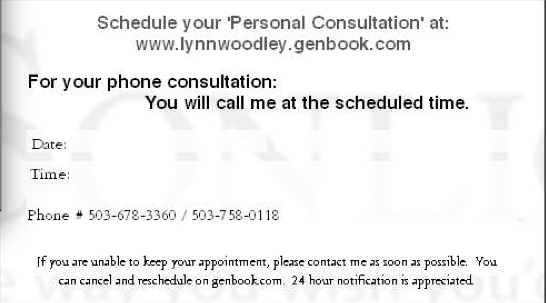 Schedule your 'Personal Consultation' at:
www.lynnwoodley.genbook.com
For your phone consultation:
You will call me at the scheduled time.
Date:
Time:
Phone # 503-678-3360 / 503-758-0118
If you are unable to keep your appointment, please contact me as soon as possible. You
can cancel and reschedule on genbook.com. 24 hour notification is appreciated.